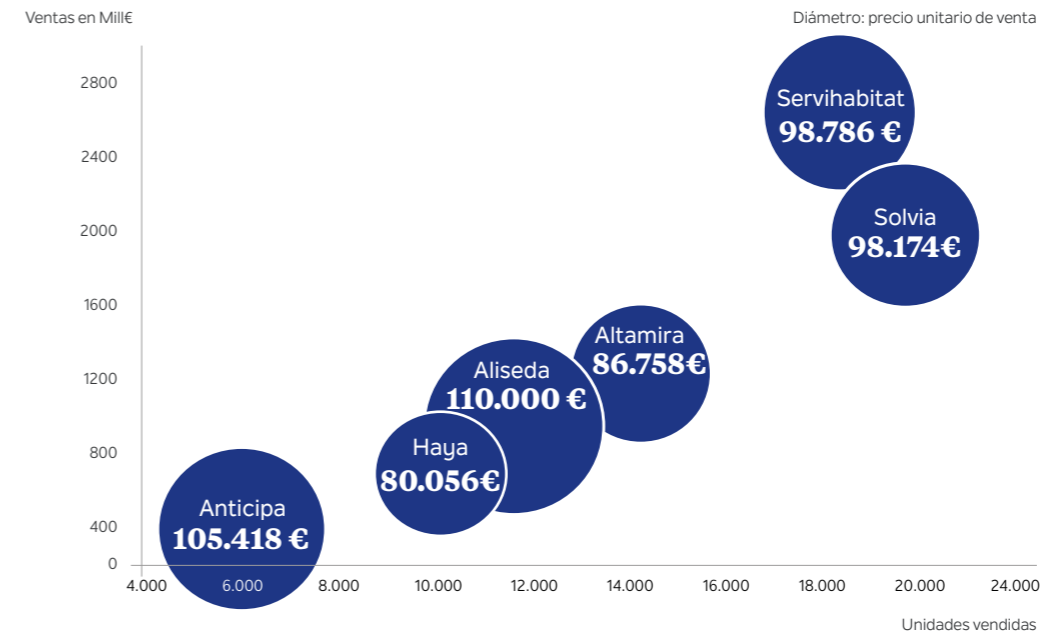 Ventas en Mill€
Diámetro: precio unitario de venta
2800
2400
2000
1600
1200
800
400
0
Servihabitat
98.786 €
Solvia
98.174€
Altamira
86.758€
Aliseda
110.000 €
Haya
80.056€
Anticipa
105.418 €
4.000 6.000 8.000 10.000 12.000 14.000 16.000 18.000 20.000 24.000
Unidades vendidas